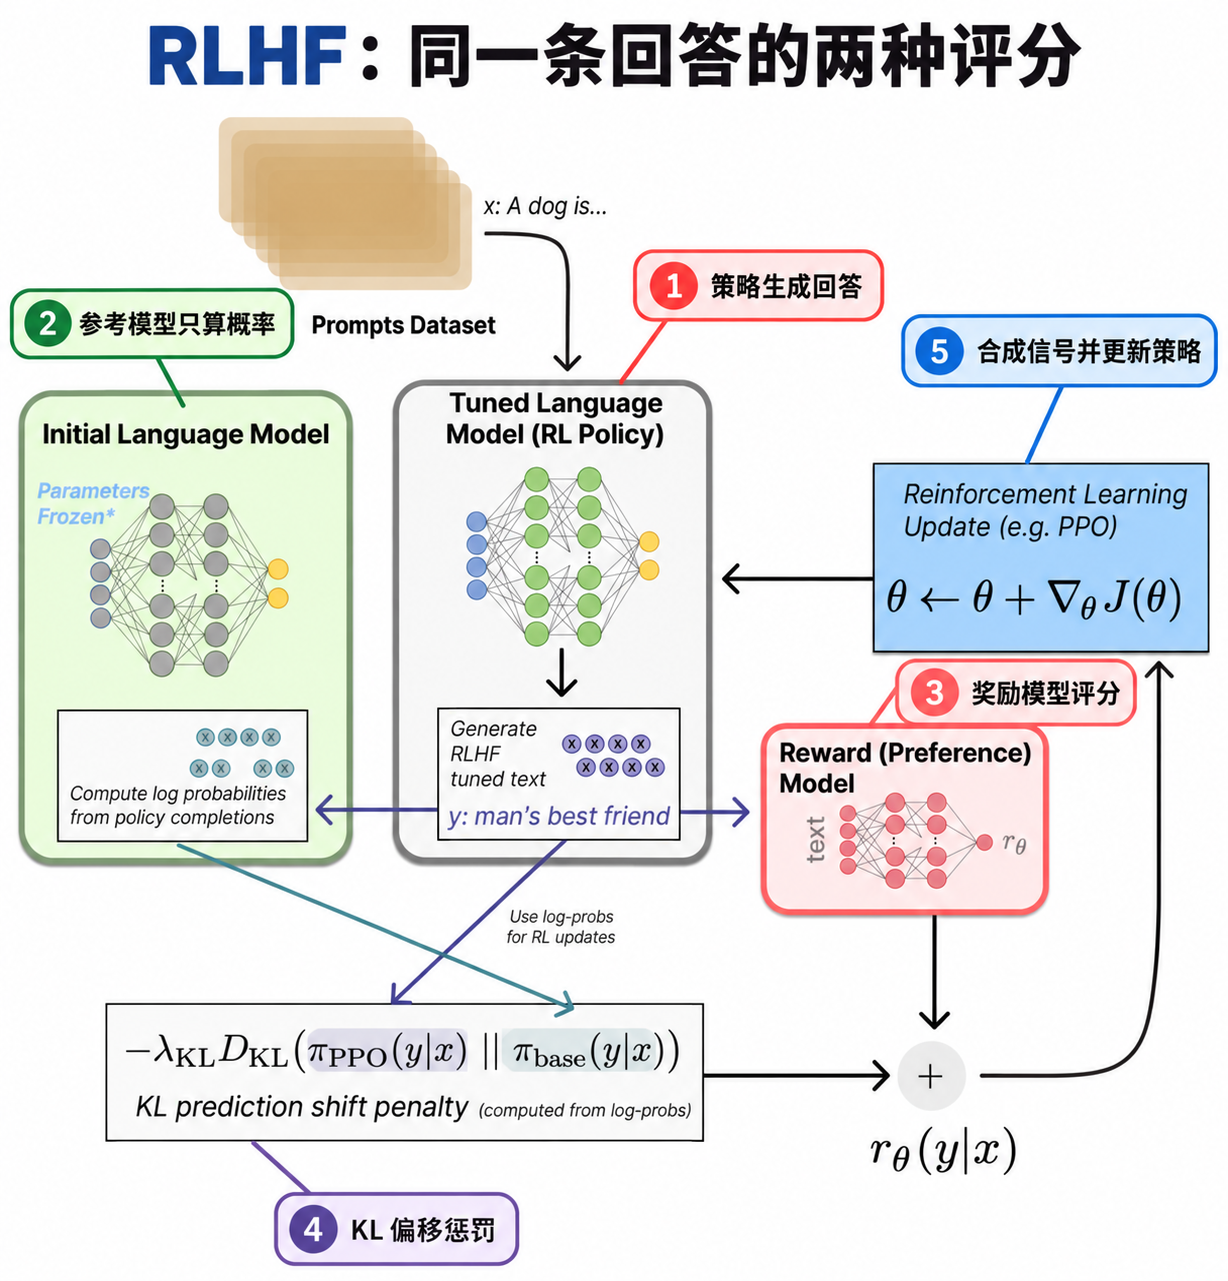 RLHF：同一条回答的两种评分
x: A dog is...
Prompts Dataset
1 策略生成回答
2 参考模型只算概率
5 合成信号并更新策略
Initial Language Model
Parameters
Frozen*
Tuned Language
Model (RL Policy)
Reinforcement Learning
Update (e.g. PPO)
θ ← θ + ∇θ J(θ)
3 奖励模型评分
Reward (Preference)
Model
text
rθ
x x x x
x x x x
Compute log probabilities
from policy completions
Generate
RLHF
tuned text
x x x x
x x x x
y: man's best friend
Use log-probs
for RL updates
−λKL DKL(πPPO(y|x) || πbase(y|x))
KL prediction shift penalty (computed from log-probs)
+
rθ(y|x)
4 KL 偏移惩罚